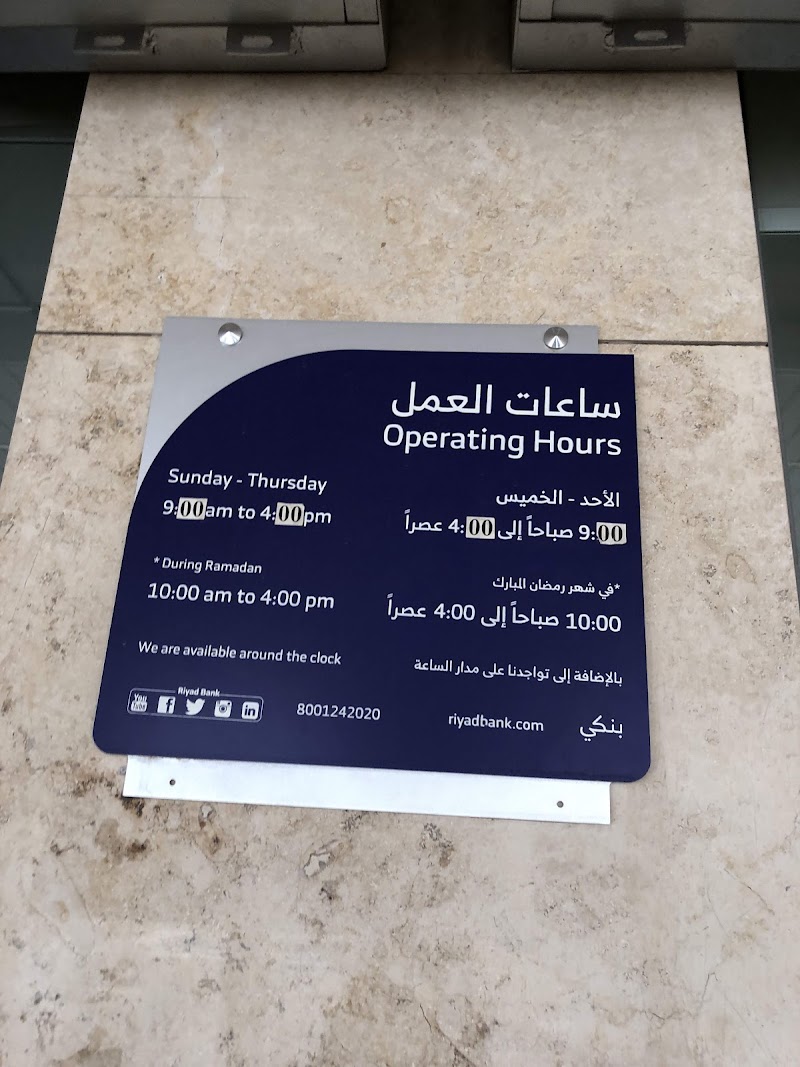 ساعات العمل
Operating Hours
الأحد - الخميس
9:00 صباحاً إلى 4:00 عصراً
*في شهر رمضان المبارك
10:00 صباحاً إلى 4:00 عصراً
بالإضافة إلى تواجدنا على مدار الساعة
Sunday - Thursday
9:00am to 4:00pm
* During Ramadan
10:00 am to 4:00 pm
We are available around the clock
Riyad Bank
You Tube
8001242020
riyadbank.com
بنكي